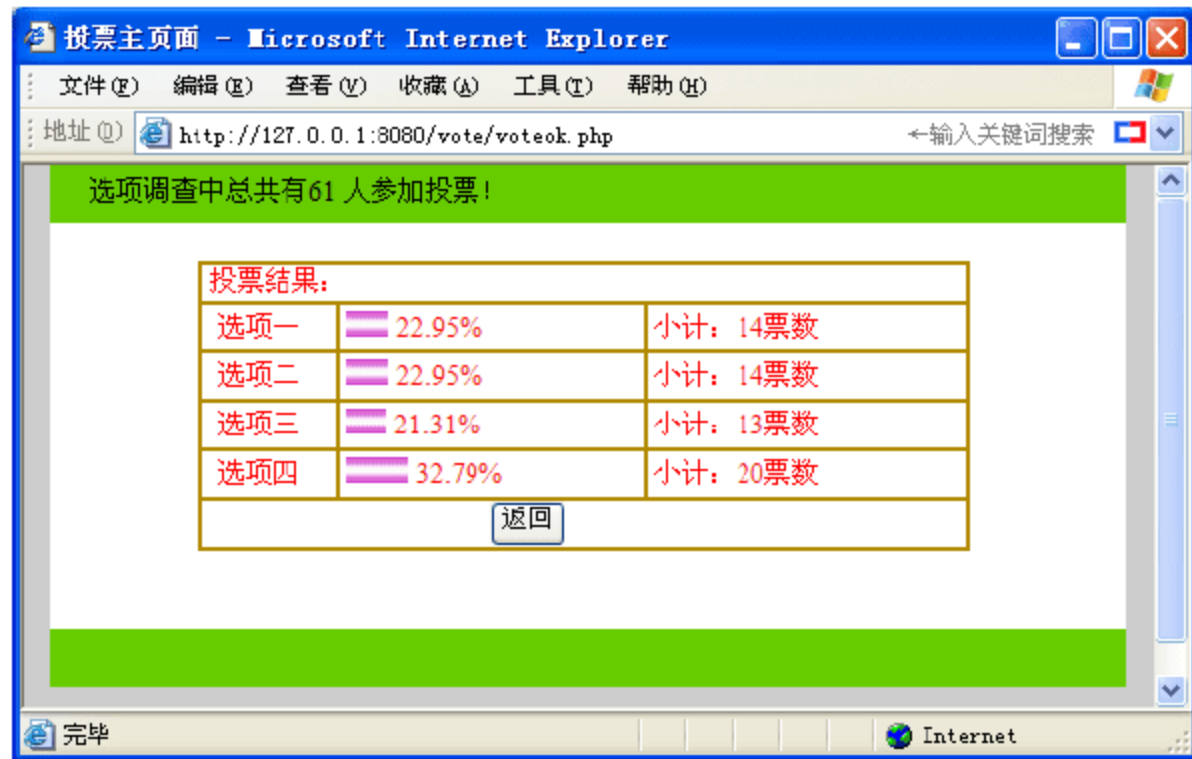 投票主页面 - Microsoft Internet Explorer
文件(F) 编辑(E) 查看(V) 收藏(A) 工具(T) 帮助(H)
地址(D) http://127.0.0.1:8080/vote/voteok.php ←输入关键词搜索
选项调查中总共有61 人参加投票!
投票结果:
选项一 22.95% 小计：14票数
选项二 22.95% 小计：14票数
选项三 21.31% 小计：13票数
选项四 32.79% 小计：20票数
返回
完毕 Internet